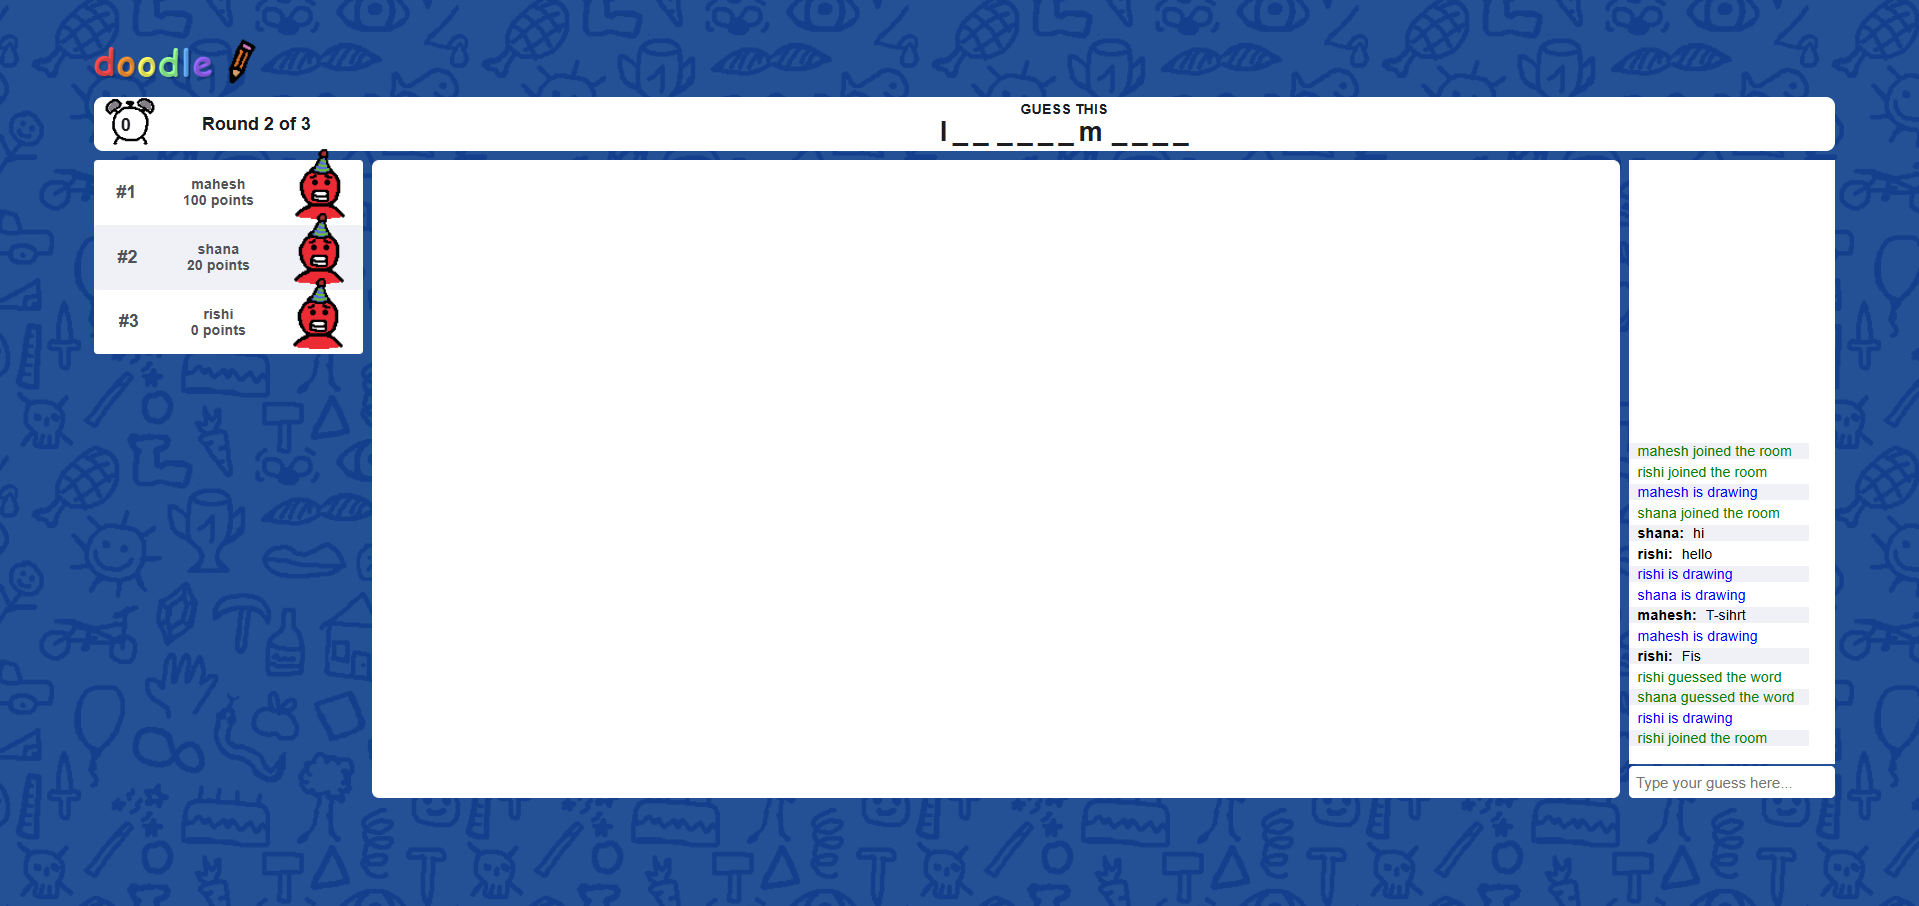 doodle
0
Round 2 of 3
GUESS THIS
I__ ____m ____
#1
mahesh
100 points
#2
shana
20 points
#3
rishi
0 points
mahesh joined the room
rishi joined the room
mahesh is drawing
shana joined the room
shana: hi
rishi: hello
rishi is drawing
shana is drawing
mahesh: T-sihrt
mahesh is drawing
rishi: Fis
rishi guessed the word
shana guessed the word
rishi is drawing
rishi joined the room
Type your guess here...